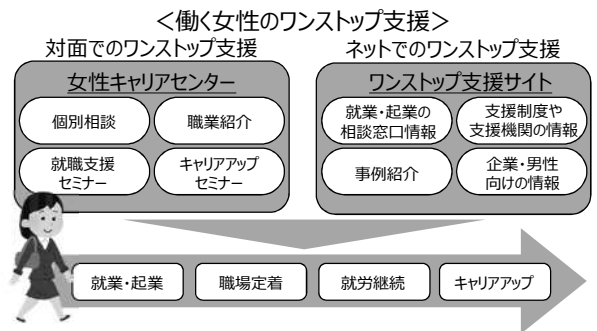 ＜働く女性のワンストップ支援＞
対面でのワンストップ支援
女性キャリアセンター
個別相談
職業紹介
就職支援
セミナー
キャリアアップ
セミナー
ネットでのワンストップ支援
ワンストップ支援サイト
就業・起業の
相談窓口情報
支援制度や
支援機関の情報
事例紹介
企業・男性
向けの情報
就業・起業
職場定着
就労継続
キャリアアップ